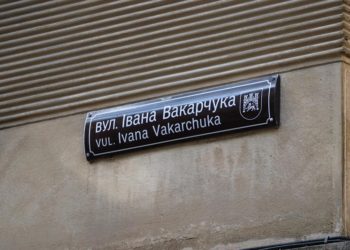 вул. Івана Вакарчука
vul. Ivana Vakarchuka